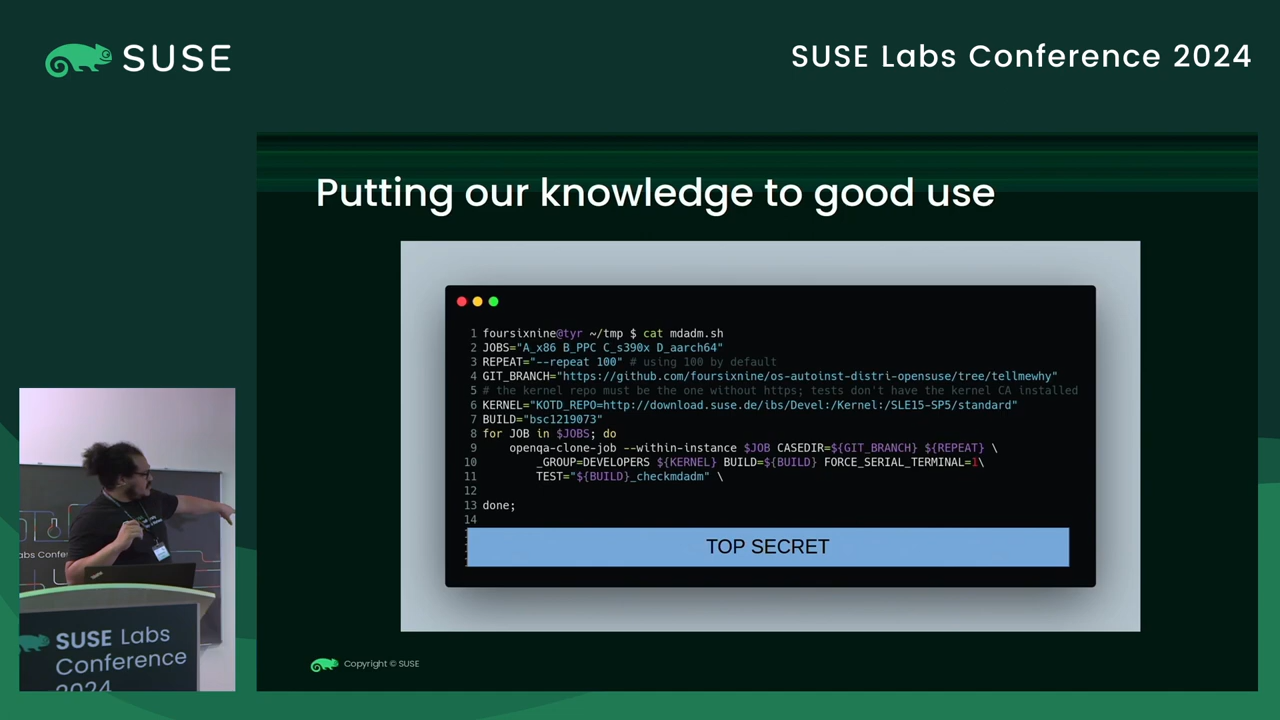 SUSE
SUSE Labs Conference 2024
Putting our knowledge to good use
1 foursixnine@tyr ~/tmp $ cat mdadm.sh
2 JOBS="A_x86 B_PPC C_s390x D_aarch64"
3 REPEAT="--repeat 100" # using 100 by default
4 GIT_BRANCH="https://github.com/foursixnine/os-autoinst-distri-opensuse/tree/tellmewhy"
5 # the kernel repo must be the one without https; tests don't have the kernel CA installed
6 KERNEL="KOTD_REPO=http://download.suse.de/ibs/Devel:/Kernel:/SLE15-SP5/standard"
7 BUILD="bsc1219073"
8 for JOB in $JOBS; do
9 openqa-clone-job --within-instance $JOB CASEDIR=${GIT_BRANCH} ${REPEAT} \
10 _GROUP=DEVELOPERS ${KERNEL} BUILD=${BUILD} FORCE_SERIAL_TERMINAL=1\
11 TEST="${BUILD}_checkmdadm" \
12
13 done;
14
TOP SECRET
abs Confe
SUSE Labs
Conference
2024
Copyright © SUSE